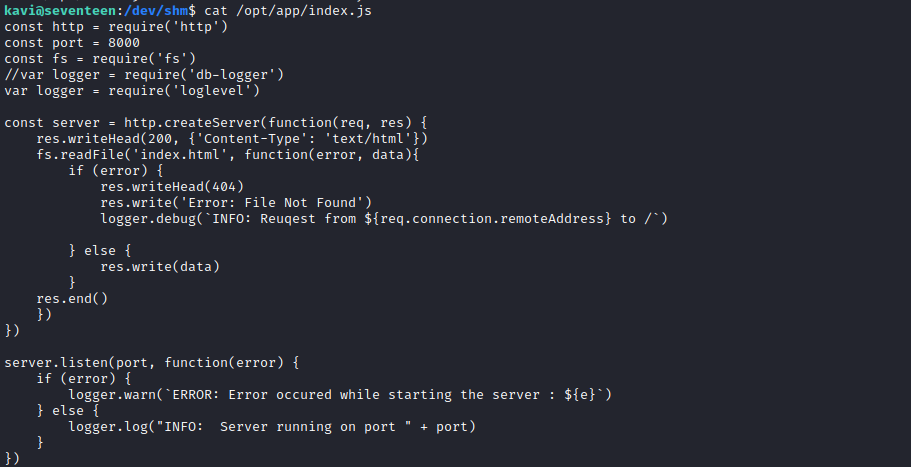 kavi@seventeen:/dev/shm$ cat /opt/app/index.js
const http = require('http')
const port = 8000
const fs = require('fs')
//var logger = require('db-logger')
var logger = require('loglevel')

const server = http.createServer(function(req, res) {
    res.writeHead(200, {'Content-Type': 'text/html'})
    fs.readFile('index.html', function(error, data){
        if (error) {
            res.writeHead(404)
            res.write('Error: File Not Found')
            logger.debug(`INFO: Reuqest from ${req.connection.remoteAddress} to /`)

        } else {
            res.write(data)
        }
    res.end()
    })
})

server.listen(port, function(error) {
    if (error) {
        logger.warn(`ERROR: Error occured while starting the server : ${e}`)
    } else {
        logger.log("INFO:  Server running on port " + port)
    }
})